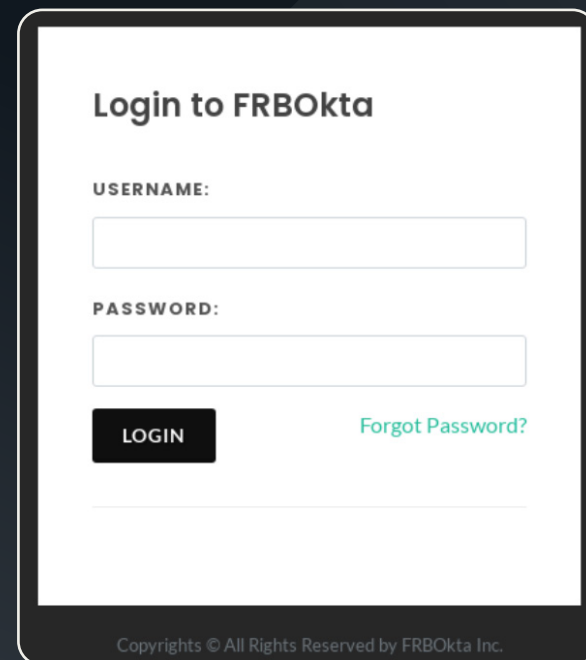 Login to FRBOkta
USERNAME:
PASSWORD:
LOGIN
Forgot Password?
Copyrights © All Rights Reserved by FRBOkta Inc.